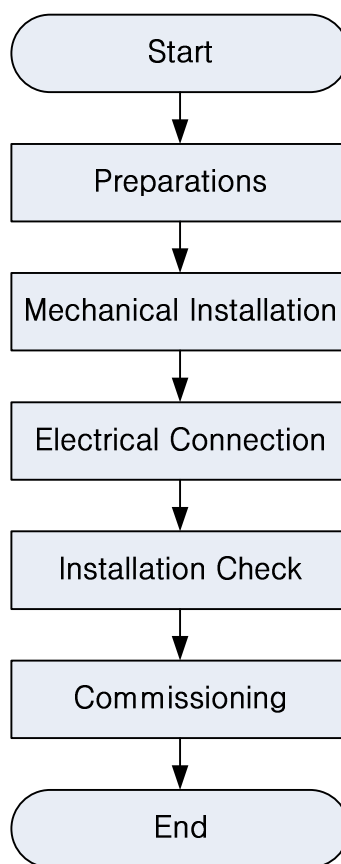 Start
Preparations
Mechanical Installation
Electrical Connection
Installation Check
Commissioning
End